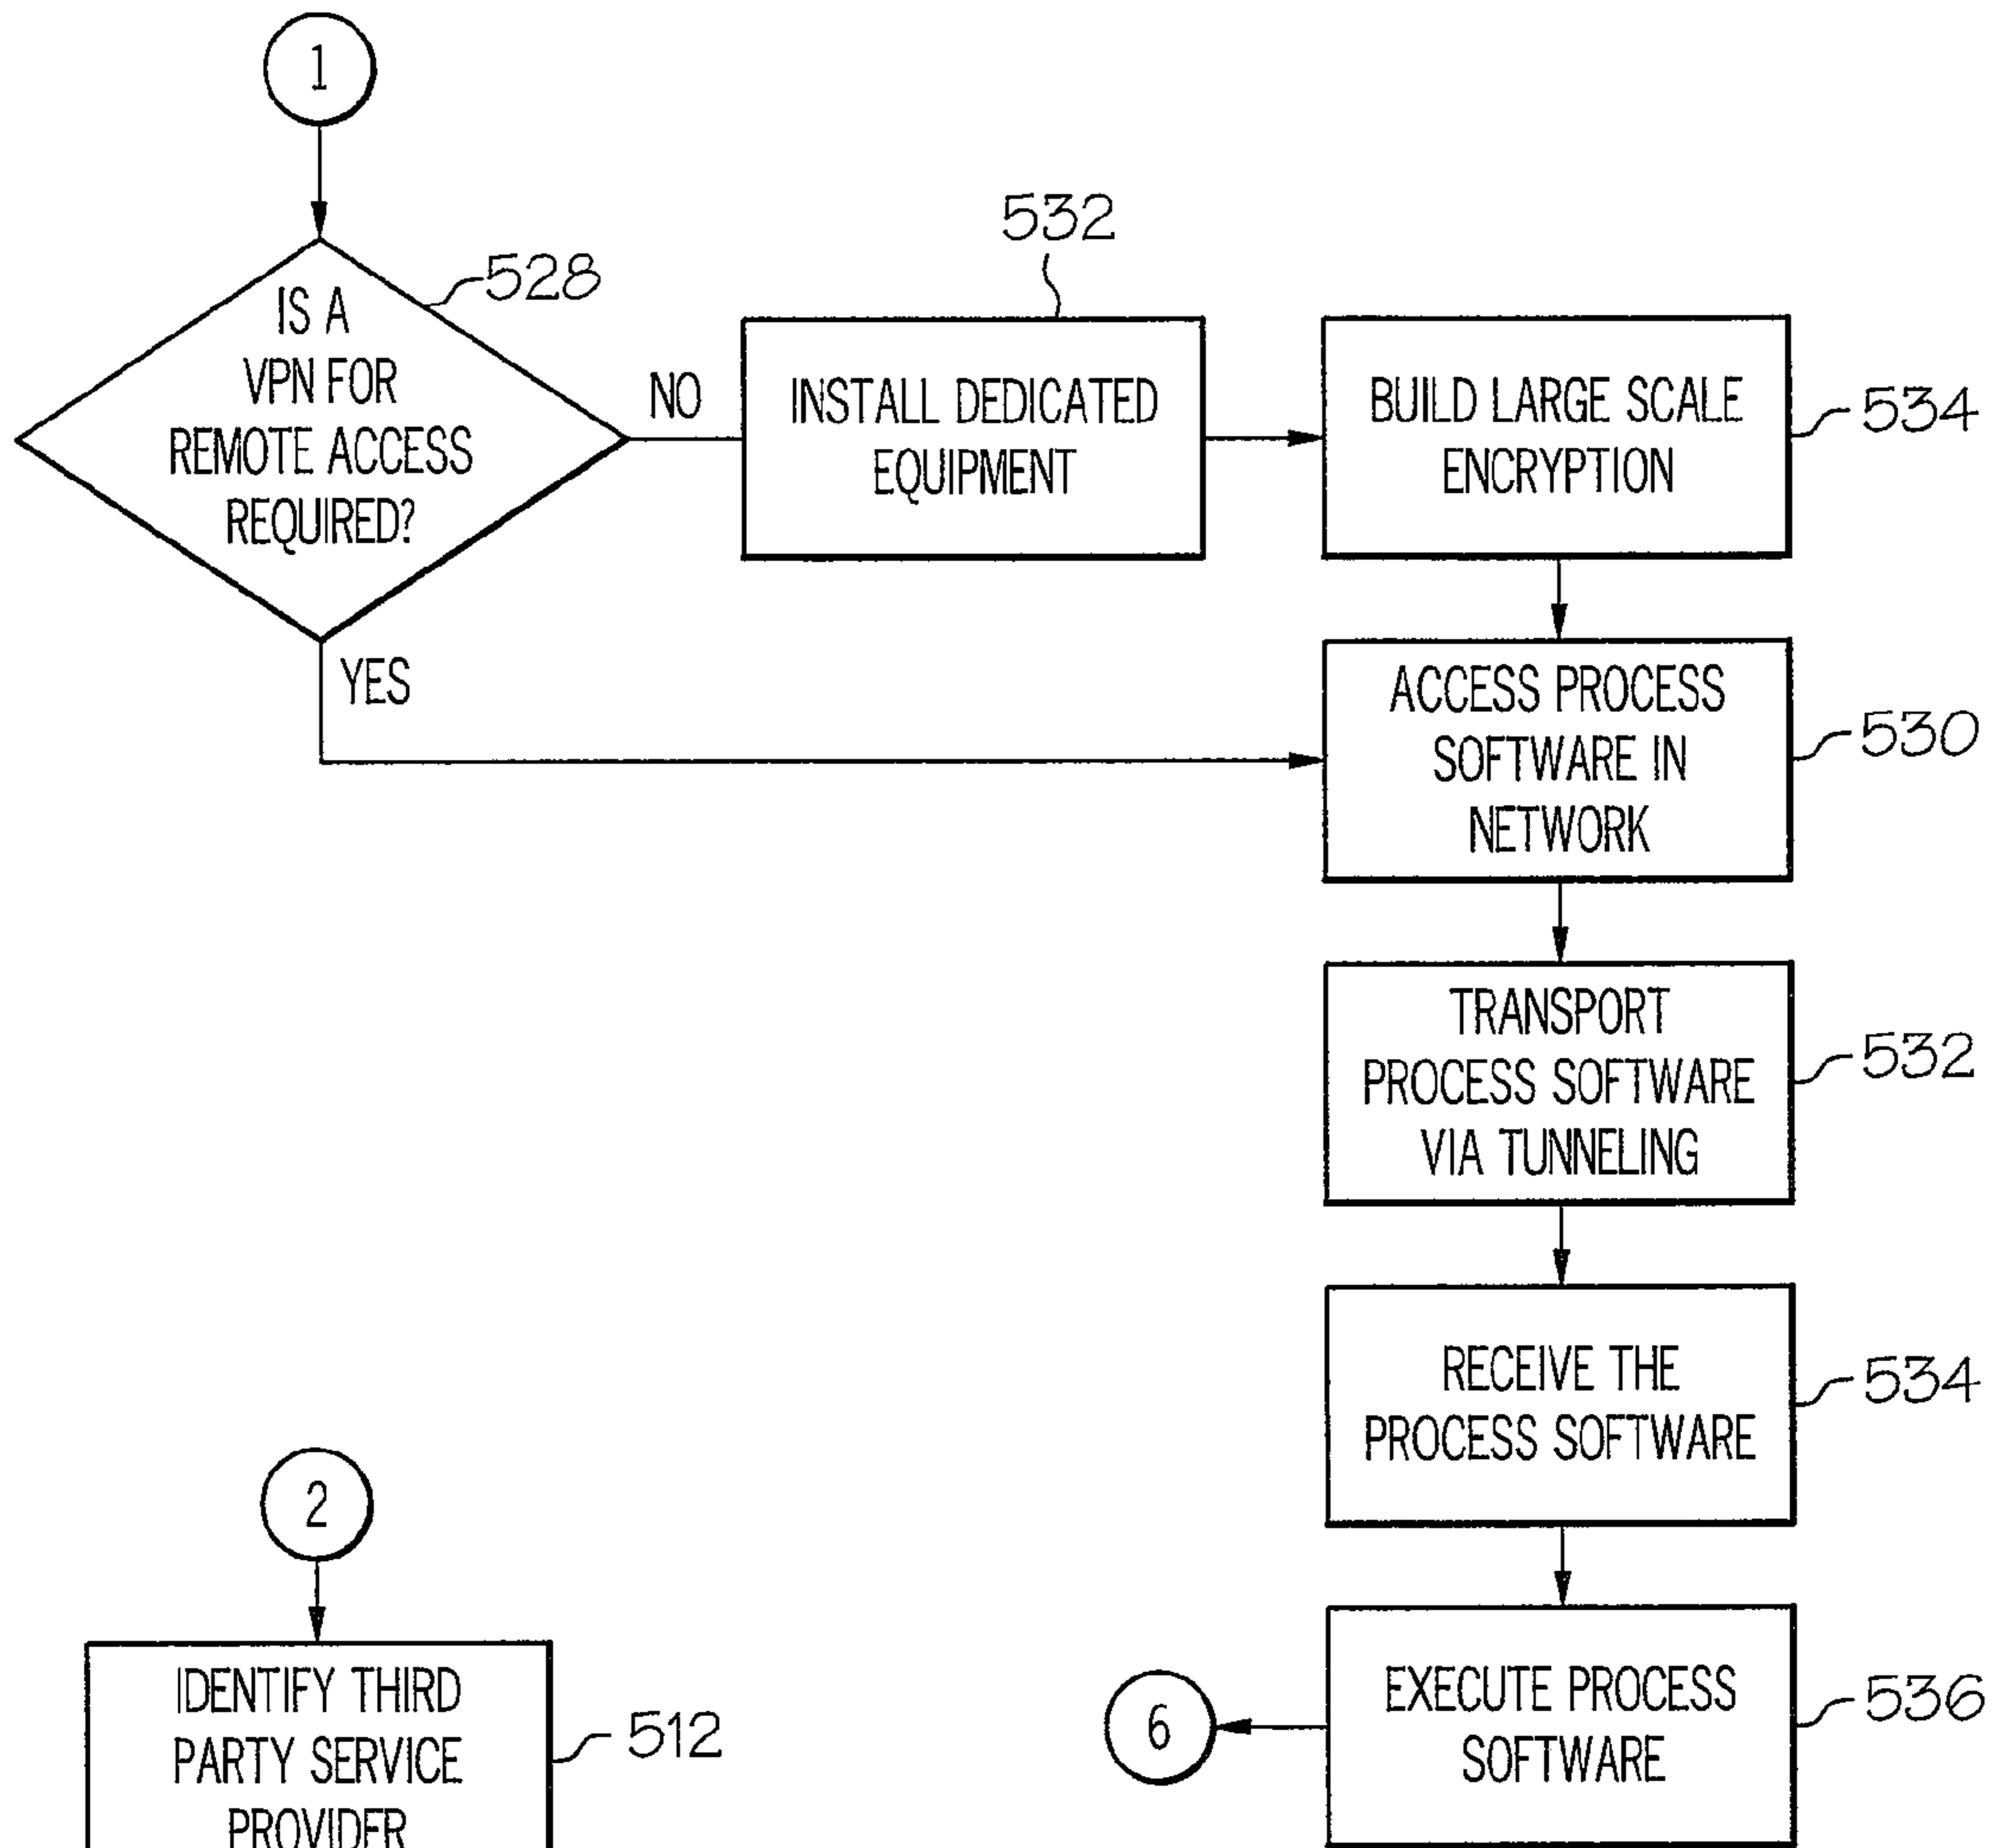 1
528
IS A
VPN FOR
REMOTE ACCESS
REQUIRED?
NO
YES
532
INSTALL DEDICATED
EQUIPMENT
BUILD LARGE SCALE
ENCRYPTION
534
ACCESS PROCESS
SOFTWARE IN
NETWORK
530
TRANSPORT
PROCESS SOFTWARE
VIA TUNNELING
532
RECEIVE THE
PROCESS SOFTWARE
534
EXECUTE PROCESS
SOFTWARE
536
6
2
IDENTIFY THIRD
PARTY SERVICE
PROVIDER
512